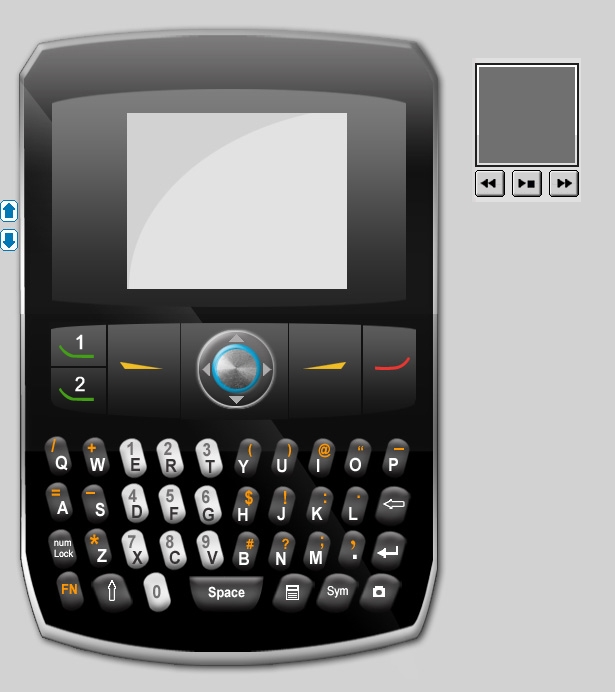 1
2
/ + 1 2 3 ( ) @ “ –
Q W E R T Y U I O P
= – 4 5 6 $ ! : ·
A S D F G H J K L
num * 7 8 9 # ? ; ,
Lock Z X C V B N M .
FN 0 Space Sym